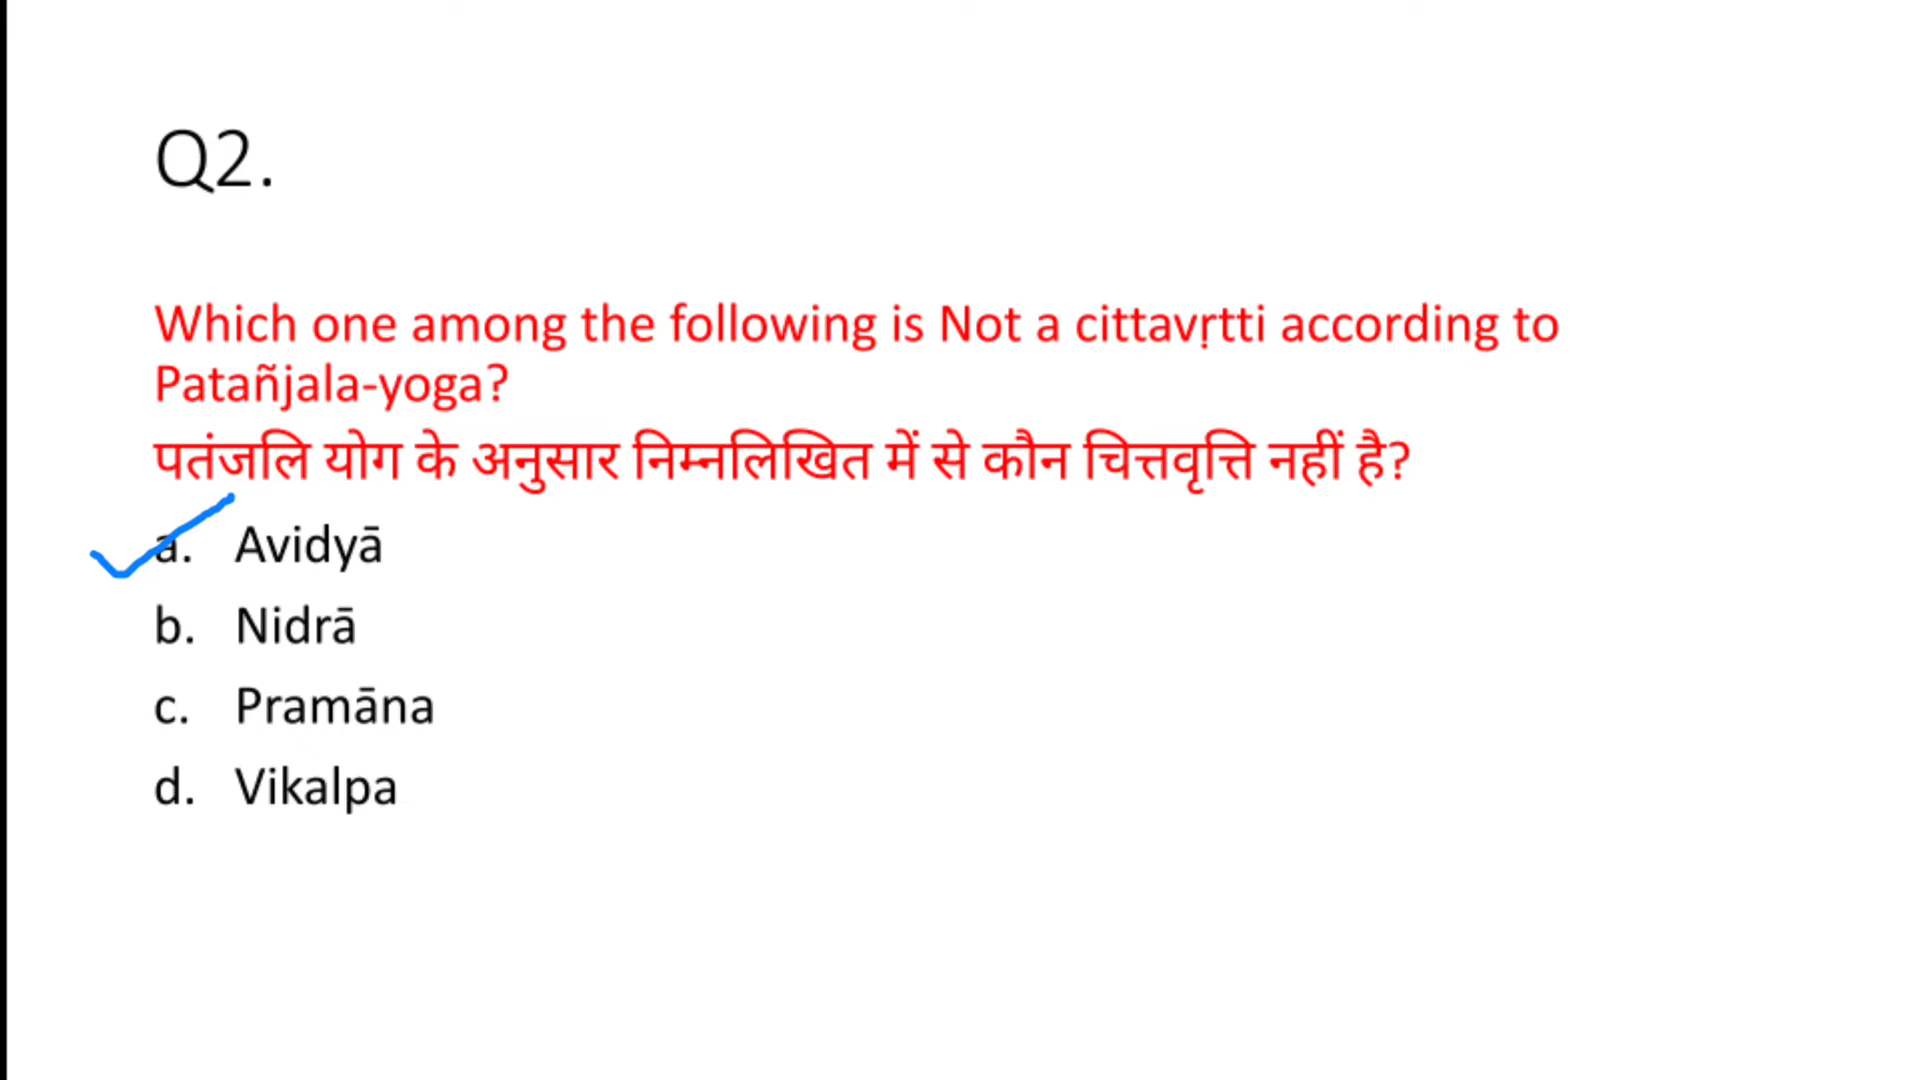 Q2.
Which one among the following is Not a cittavṛtti according to
Patañjala-yoga?
पतंजलि योग के अनुसार निम्नलिखित में से कौन चित्तवृत्ति नहीं है?
a. Avidyā
b. Nidrā
c. Pramāna
d. Vikalpa